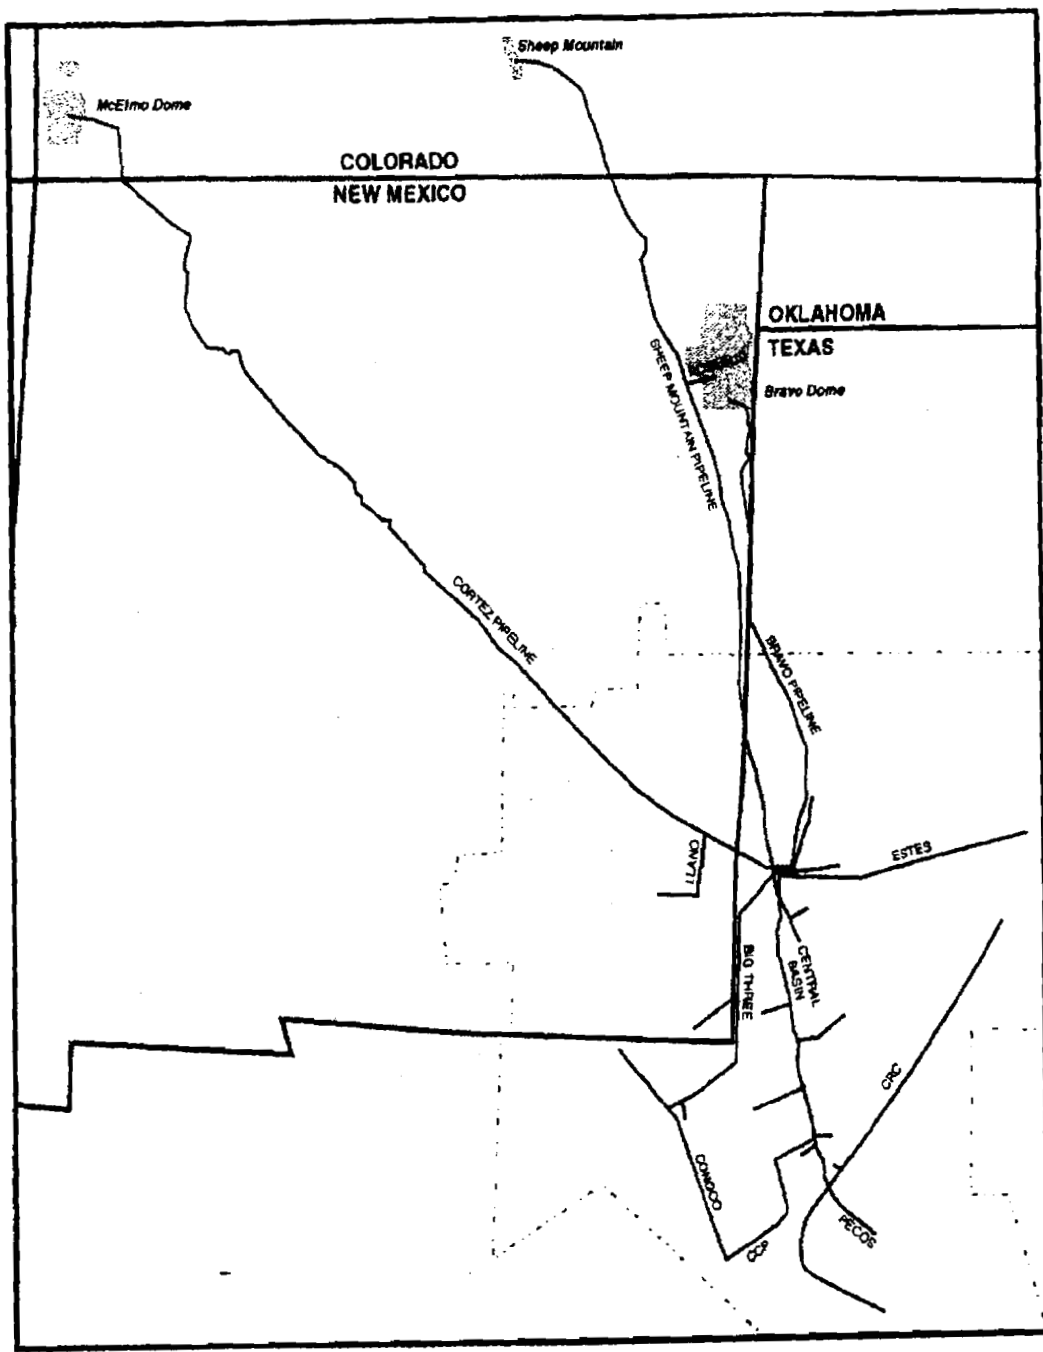 Sheep Mountain
McElmo Dome
COLORADO
NEW MEXICO
OKLAHOMA
TEXAS
SHEEP MOUNTAIN PIPELINE
Bravo Dome
CORTEZ PIPELINE
BRAVO PIPELINE
LLANO
ESTES
BIG THREE
CENTRAL
BASIN
CRC
CONOCO
PECOS
CCP